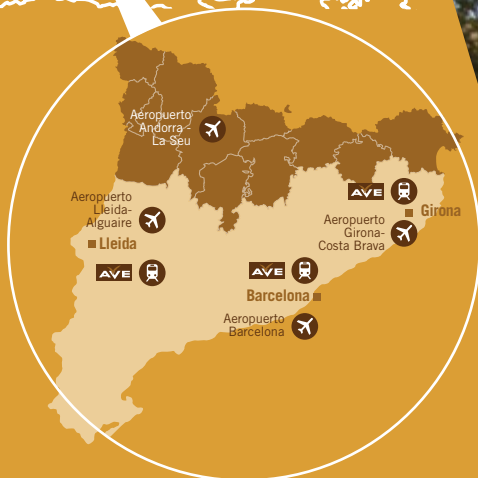 Aeropuerto
Andorra -
La Seu
AVE
Aeropuerto
Lleida-
Alguaire
Girona
Aeropuerto
Girona-
Costa Brava
Lleida
AVE
AVE
Barcelona
Aeropuerto
Barcelona